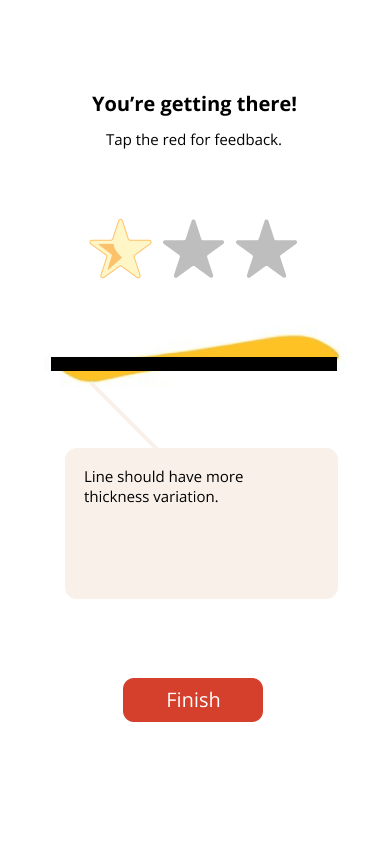 You’re getting there!
Tap the red for feedback.
Line should have more
thickness variation.
Finish